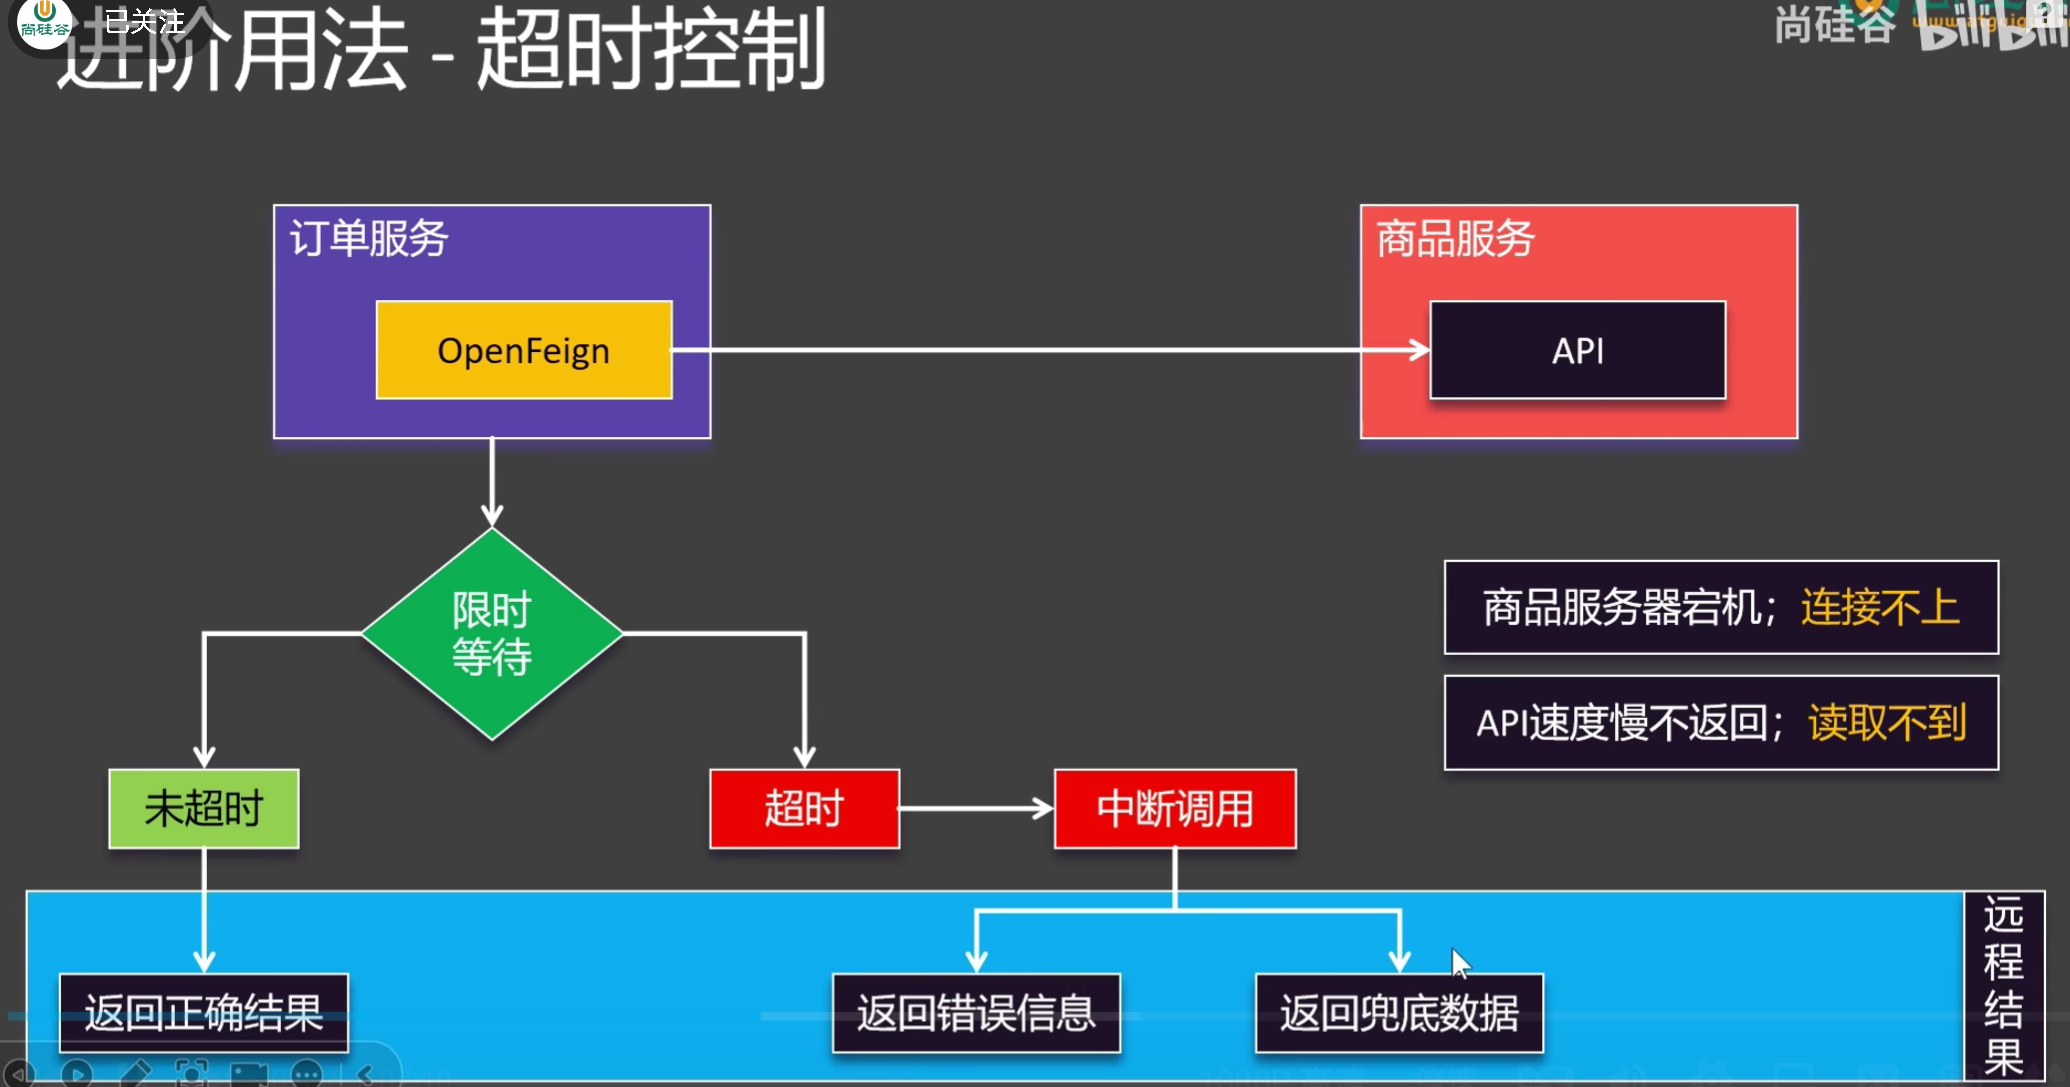 尚硅谷
已关注
进阶用法 - 超时控制
尚硅谷
bilibili
订单服务
OpenFeign
商品服务
API
限时
等待
商品服务器宕机；连接不上
API速度慢不返回；读取不到
未超时
超时
中断调用
返回正确结果
返回错误信息
返回兜底数据
远
程
结
果